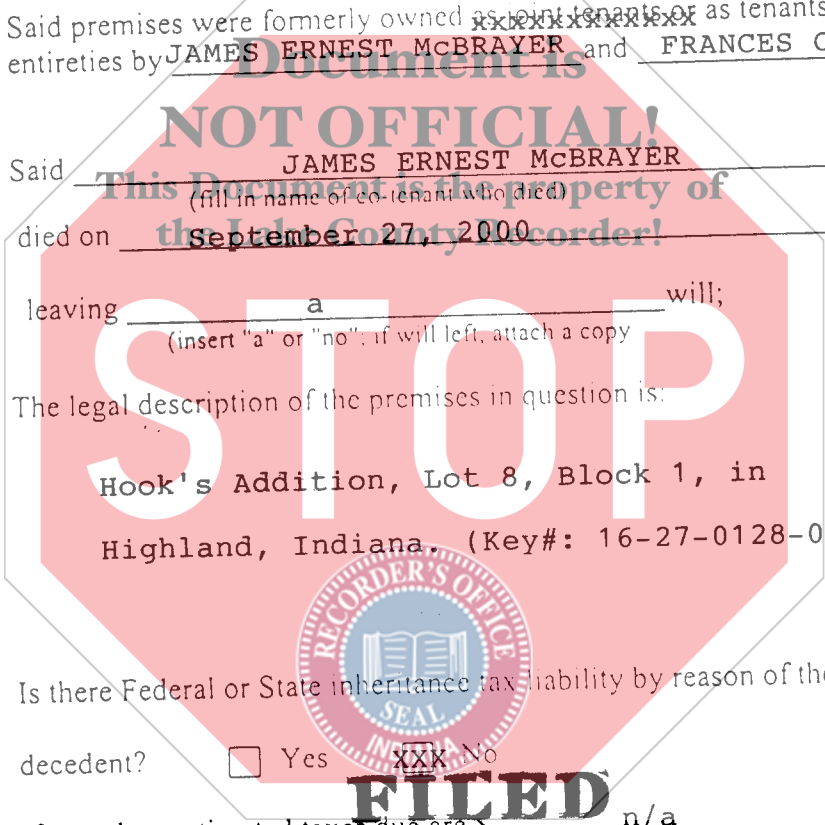 Said premises were formerly owned as joint tenants or as tenants
entireties by JAMES ERNEST McBRAYER and FRANCES C
Document is
NOT OFFICIAL!
Said JAMES ERNEST McBRAYER
This Document is the property of
(fill in name of co-tenant who died)
died on September 27, 2000
the Lake County Recorder!
leaving a will;
(insert "a" or "no"; if will left, attach a copy
STOP
The legal description of the premises in question is:
Hook's Addition, Lot 8, Block 1, in
Highland, Indiana. (Key#: 16-27-0128-0
RECORDER'S OFFICE
SEAL
INDIANA
Is there Federal or State inheritance tax liability by reason of the
decedent? Yes XXX No
FILED
n/a